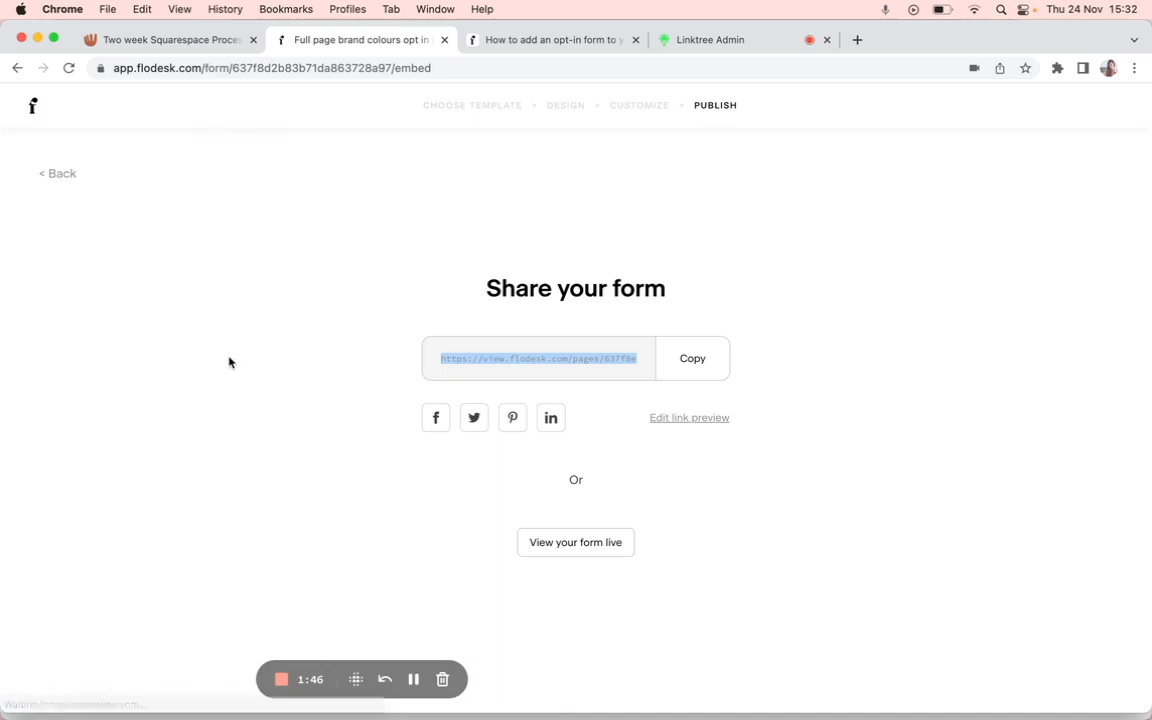 Chrome File Edit View History Bookmarks Profiles Tab Window Help Thu 24 Nov 15:32
Two week Squarespace Proces Full page brand colours opt in How to add an opt-in form to y Linktree Admin
app.flodesk.com/form/637f8d2b83b71da863728a97/embed
CHOOSE TEMPLATE DESIGN CUSTOMIZE PUBLISH
< Back
Share your form
https://view.flodesk.com/pages/637f8e Copy
Edit link preview
Or
View your form live
1:46